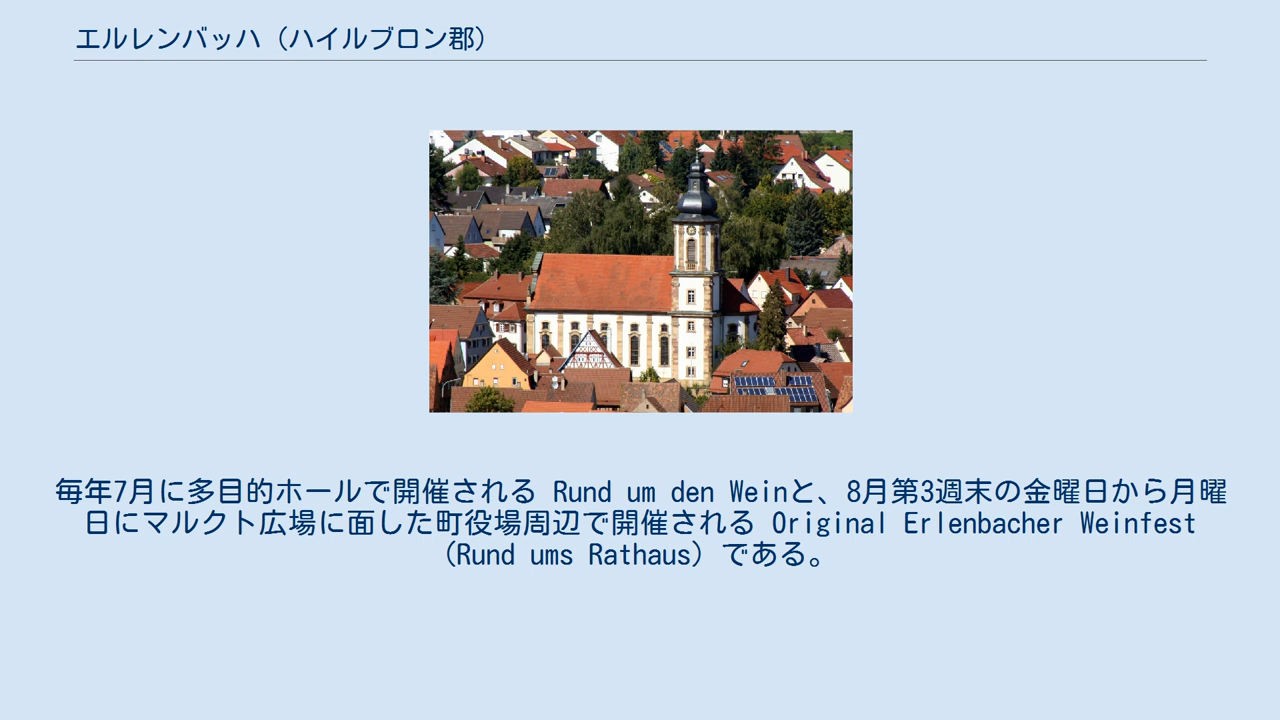 エルレンバッハ（ハイルブロン郡）
毎年7月に多目的ホールで開催される Rund um den Weinと、8月第3週末の金曜日から月曜
日にマルクト広場に面した町役場周辺で開催される Original Erlenbacher Weinfest
（Rund ums Rathaus）である。